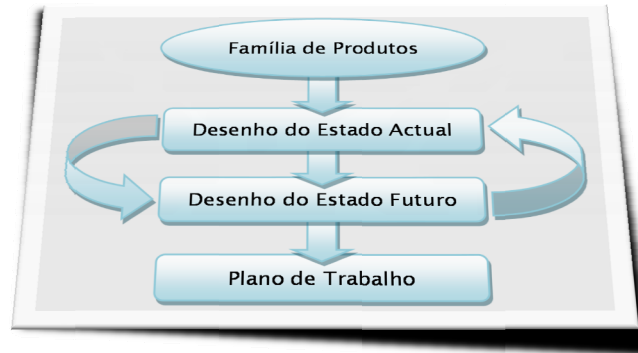 Família de Produtos
Desenho do Estado Actual
Desenho do Estado Futuro
Plano de Trabalho